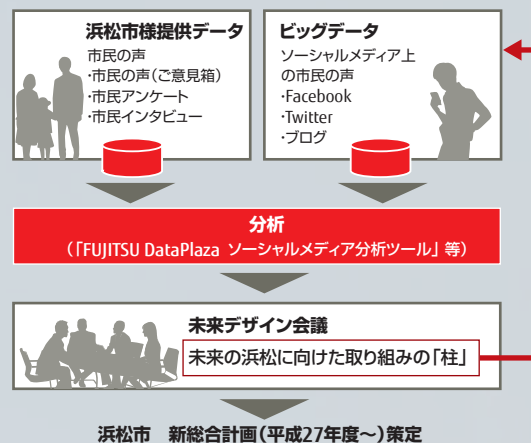 浜松市様提供データ
市民の声
・市民の声（ご意見箱）
・市民アンケート
・市民インタビュー
ビッグデータ
ソーシャルメディア上
の市民の声
・Facebook
・Twitter
・ブログ
分析
（「FUJITSU DataPlaza ソーシャルメディア分析ツール」等）
未来デザイン会議
未来の浜松に向けた取り組みの「柱」
浜松市　新総合計画（平成27年度～）策定